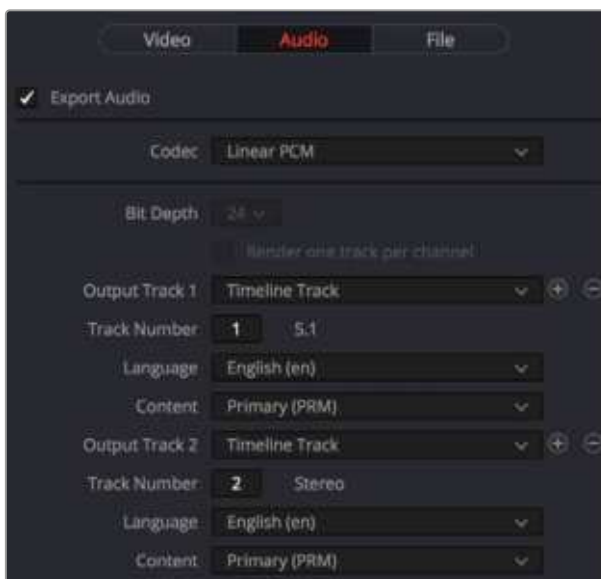 Video Audio File
Export Audio
Codec Linear PCM
Bit Depth 24
Render one track per channel
Output Track 1 Timeline Track
Track Number 1 5.1
Language English (en)
Content Primary (PRM)
Output Track 2 Timeline Track
Track Number 2 Stereo
Language English (en)
Content Primary (PRM)